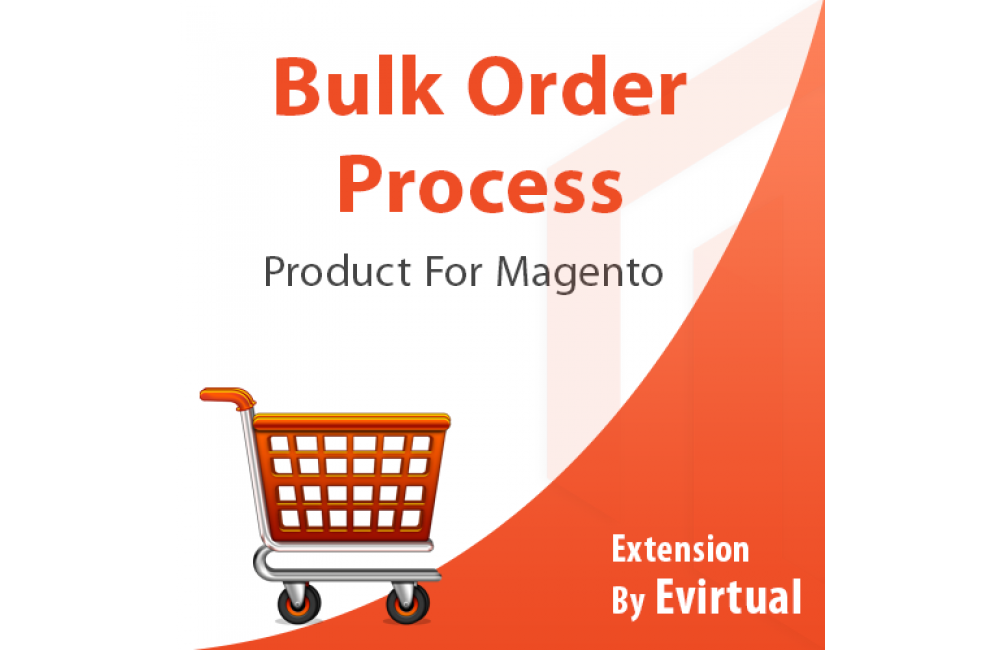 Bulk Order
Process
Product For Magento
Extension
By Evirtual